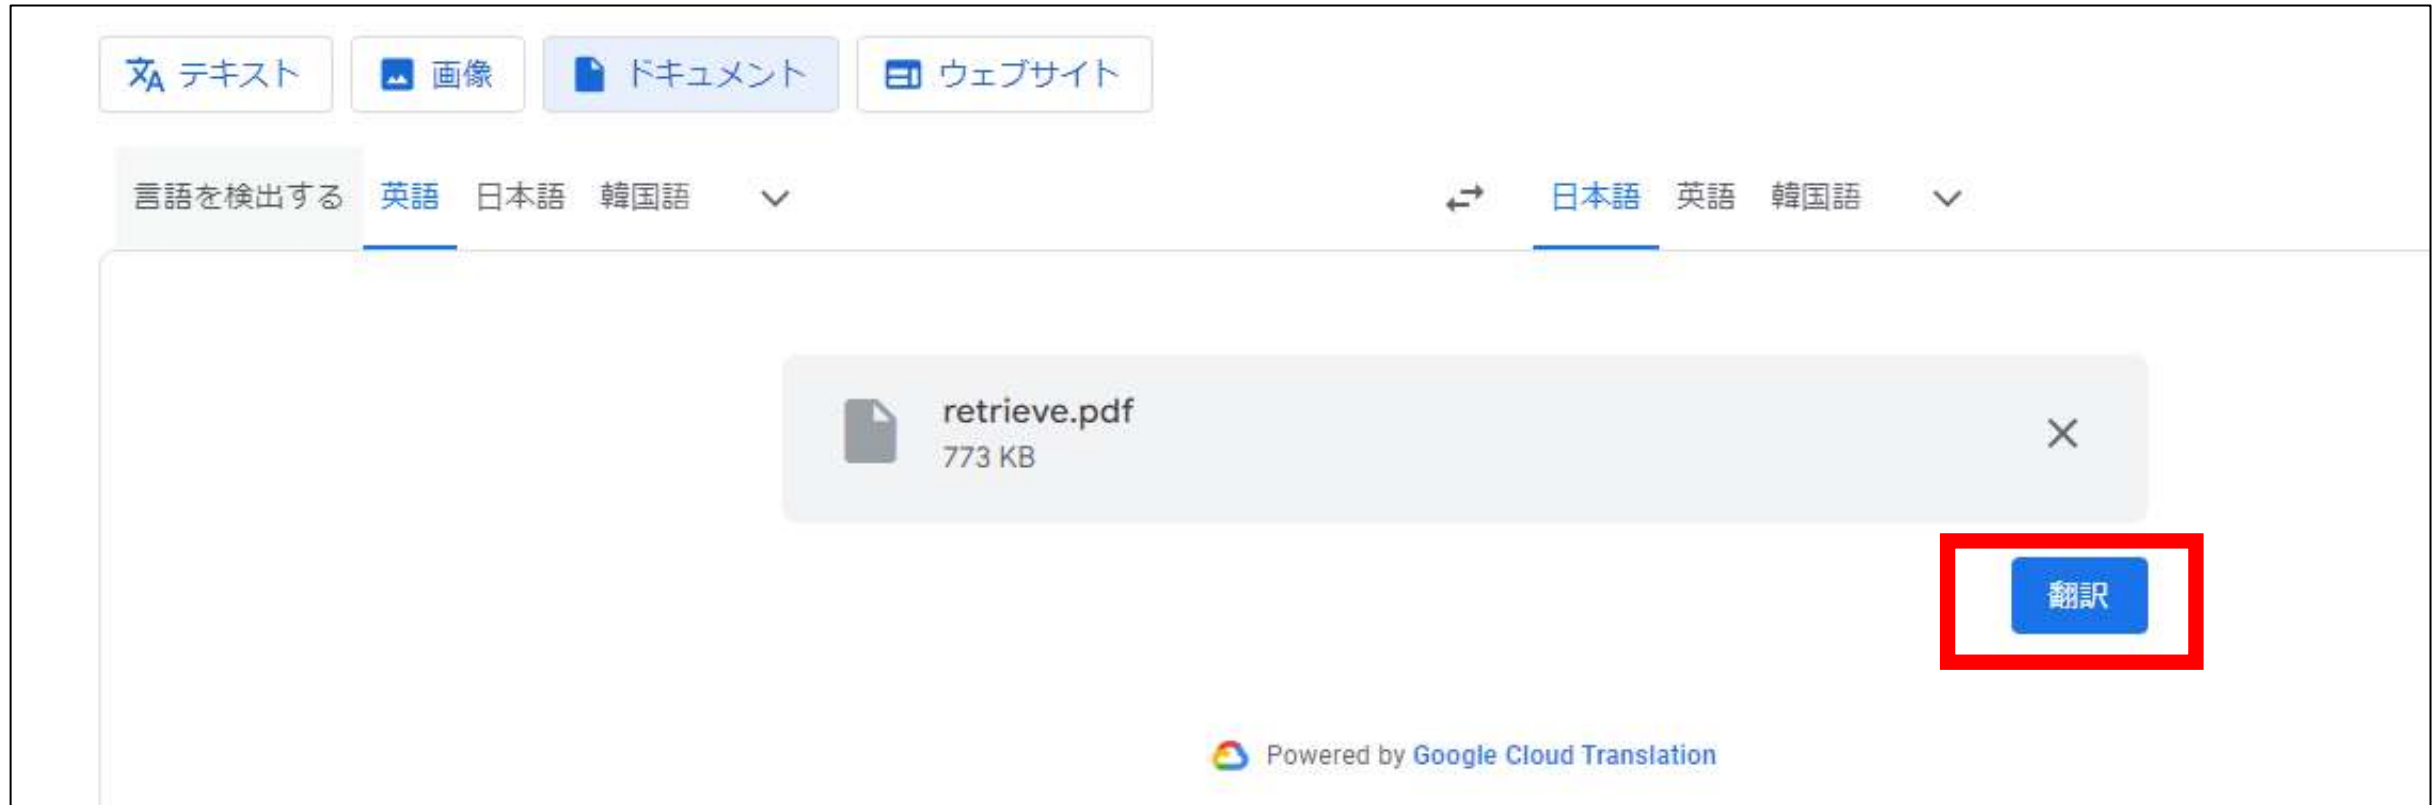 テキスト 画像 ドキュメント ウェブサイト
言語を検出する 英語 日本語 韓国語 日本語 英語 韓国語
retrieve.pdf
773 KB
翻訳
Powered by Google Cloud Translation